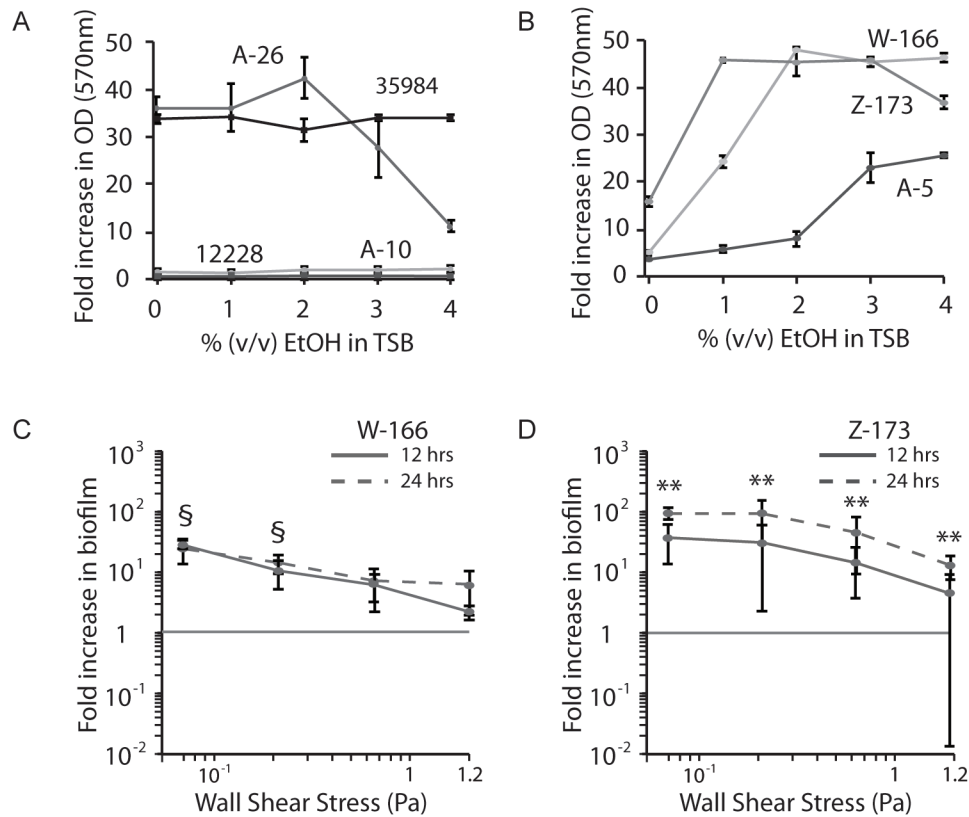 A
Fold increase in OD (570nm)
50
40
30
20
10
0
A-26
35984
12228
A-10
0 1 2 3 4
% (v/v) EtOH in TSB
B
Fold increase in OD (570nm)
50
40
30
20
10
0
W-166
Z-173
A-5
0 1 2 3 4
% (v/v) EtOH in TSB
C
W-166
12 hrs
24 hrs
Fold increase in biofilm
10³
10²
10¹
1
10⁻¹
10⁻²
§ §
10⁻¹ 1 1.2
Wall Shear Stress (Pa)
D
Z-173
12 hrs
24 hrs
Fold increase in biofilm
10³
10²
10¹
1
10⁻¹
10⁻²
** ** ** **
10⁻¹ 1 1.2
Wall Shear Stress (Pa)